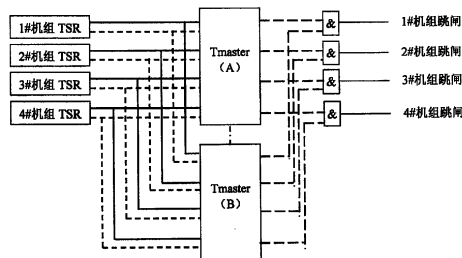 1#机组 TSR
2#机组 TSR
3#机组 TSR
4#机组 TSR
Tmaster
（A）
Tmaster
（B）
&
&
&
&
1#机组跳闸
2#机组跳闸
3#机组跳闸
4#机组跳闸